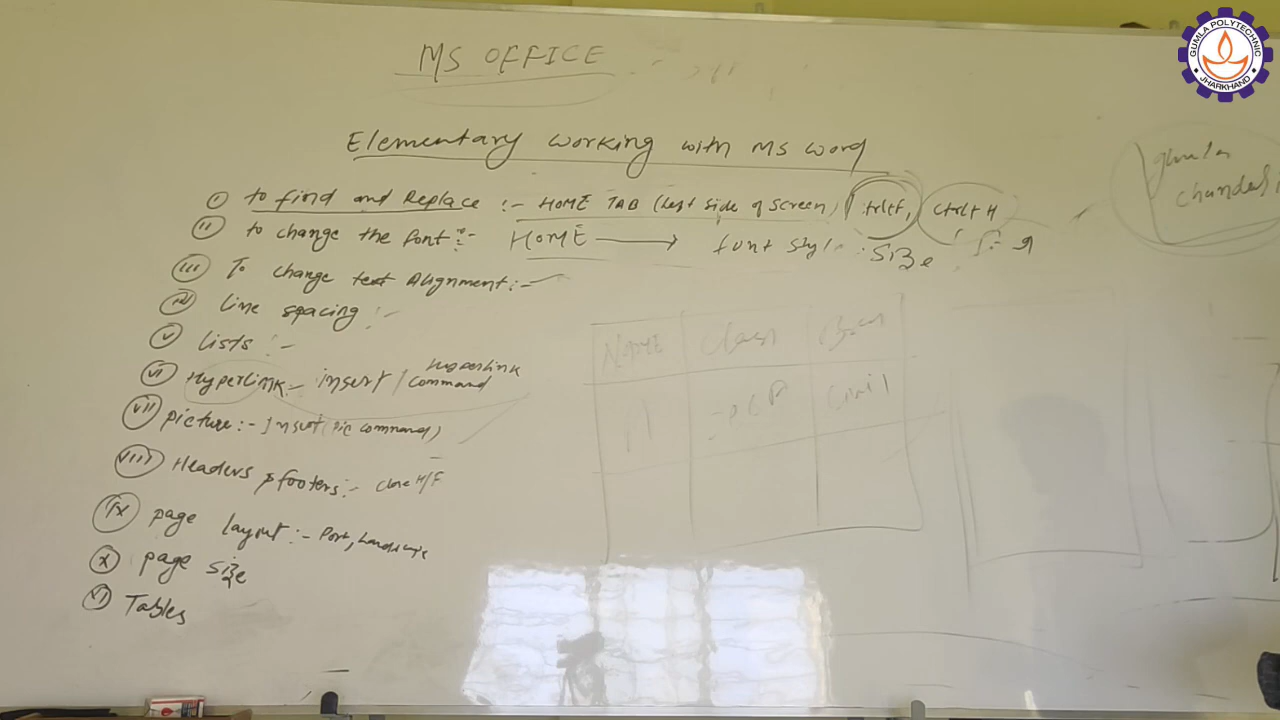 MS OFFICE
Elementary working with MS word
(i) to find and Replace :- HOME TAB (left side of screen) Ctrl+F, Ctrl+H
(ii) to change the font :- HOME → font style size
(iii) To change text Alignment :-
(iv) line spacing :-
(v) Lists :-
(vi) Hyperlink :- insert / Hyperlink command
(vii) picture :- Insert (pic command)
(viii) Headers footers :- close H/F
(ix) page layout :- Port, Landscape
(x) page size
(vi) Tables
NAME Class
Civil
gumla
GUMLA POLYTECHNIC
JHARKHAND